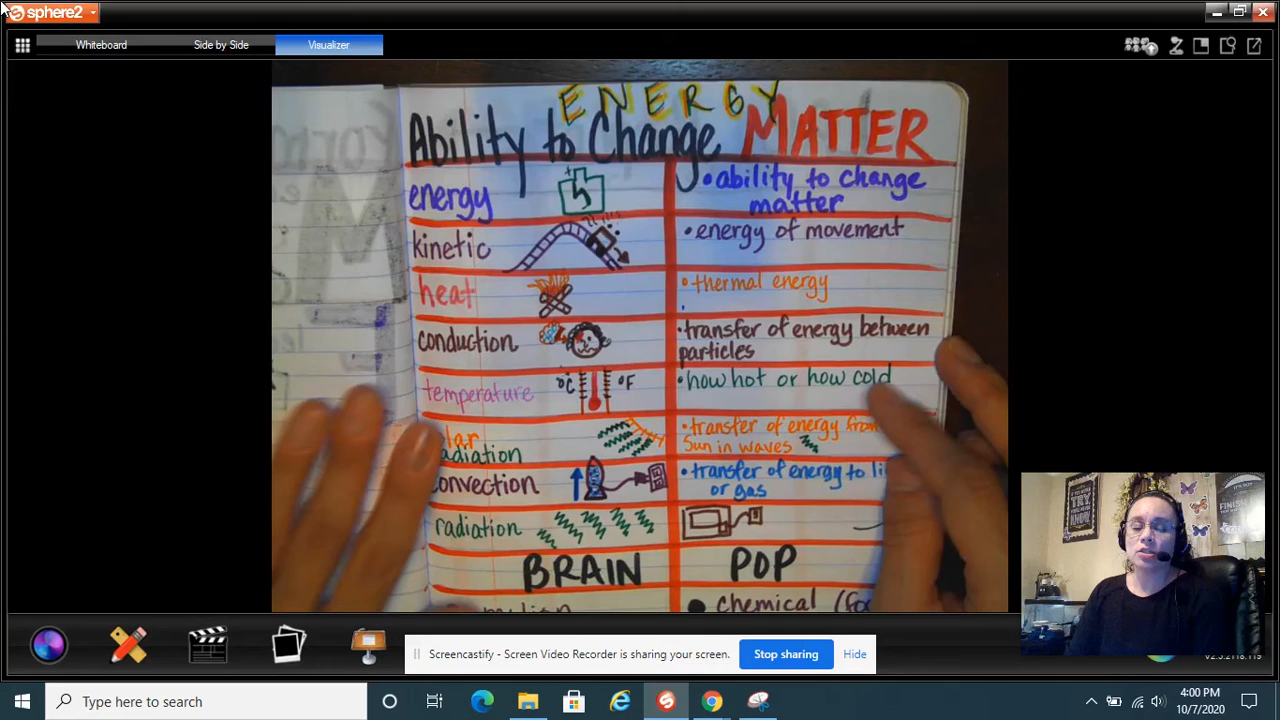 sphere2
Whiteboard
Side by Side
Visualizer
ENERGY
Ability to Change MATTER
energy
• ability to change
matter
kinetic
• energy of movement
heat
• thermal energy
conduction
• transfer of energy between
particles
temperature
°C
°F
• how hot or how cold
• transfer of energy
Sun in waves
convection
• transfer of energy to
or gas
radiation
BRAIN
POP
chemical
TRY
FINISH
Screencastify - Screen Video Recorder is sharing your screen.
Stop sharing
Hide
Type here to search
4:00 PM
10/7/2020